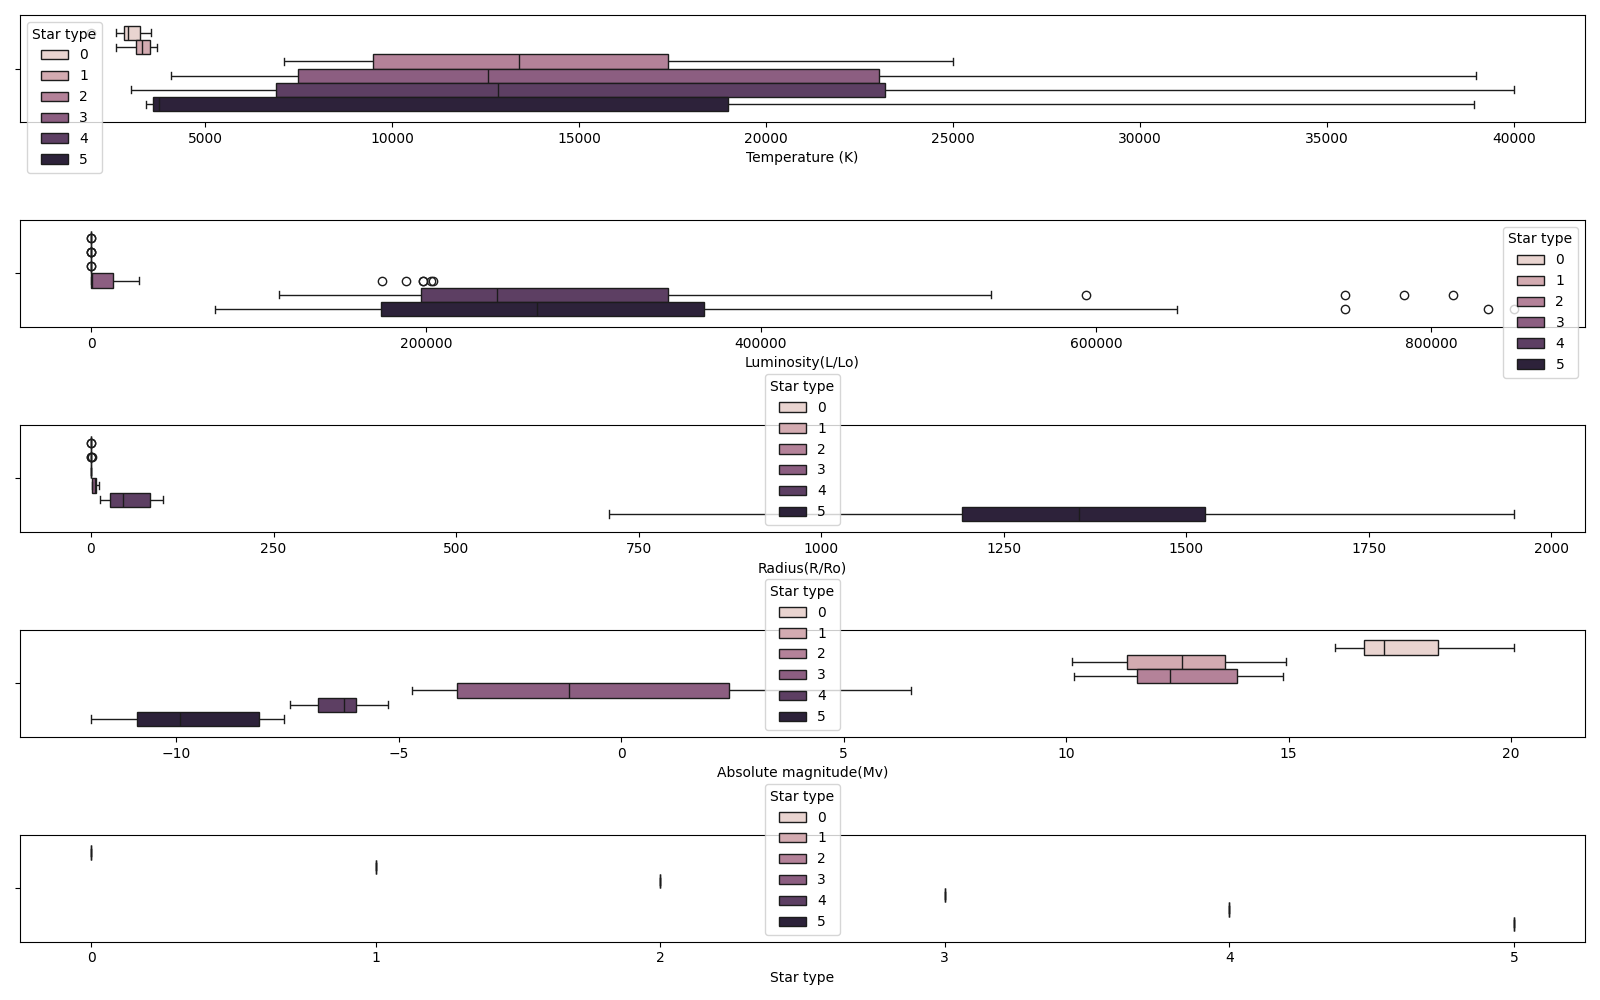 Star type
0
1
2
3
4
5
5000 10000 15000 20000 25000 30000 35000 40000
Temperature (K)
Star type
0
1
2
3
4
5
0 200000 400000 600000 800000
Luminosity(L/Lo)
Star type
0
1
2
3
4
5
0 250 500 750 1000 1250 1500 1750 2000
Radius(R/Ro)
Star type
0
1
2
3
4
5
−10 −5 0 5 10 15 20
Absolute magnitude(Mv)
Star type
0
1
2
3
4
5
0 1 2 3 4 5
Star type